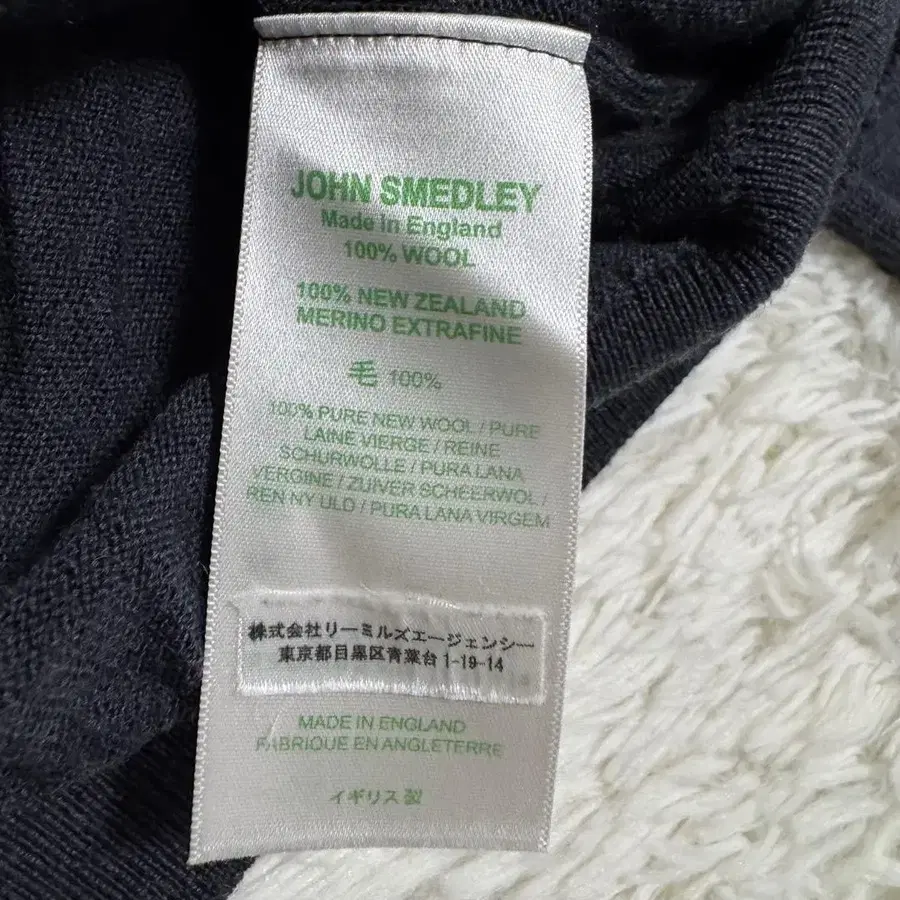 JOHN SMEDLEY
Made in England
100% WOOL
100% NEW ZEALAND
MERINO EXTRAFINE
毛 100%
100% PURE NEW WOOL / PURE
LAINE VIERGE / REINE
SCHURWOLLE / PURA LANA
VERGINE / ZUIVER SCHEERWOL /
REN NY ULD / PURA LANA VIRGEM
株式会社リーミルズエージェンシー
東京都目黒区青葉台1-19-14
MADE IN ENGLAND
FABRIQUE EN ANGLETERRE
イギリス製